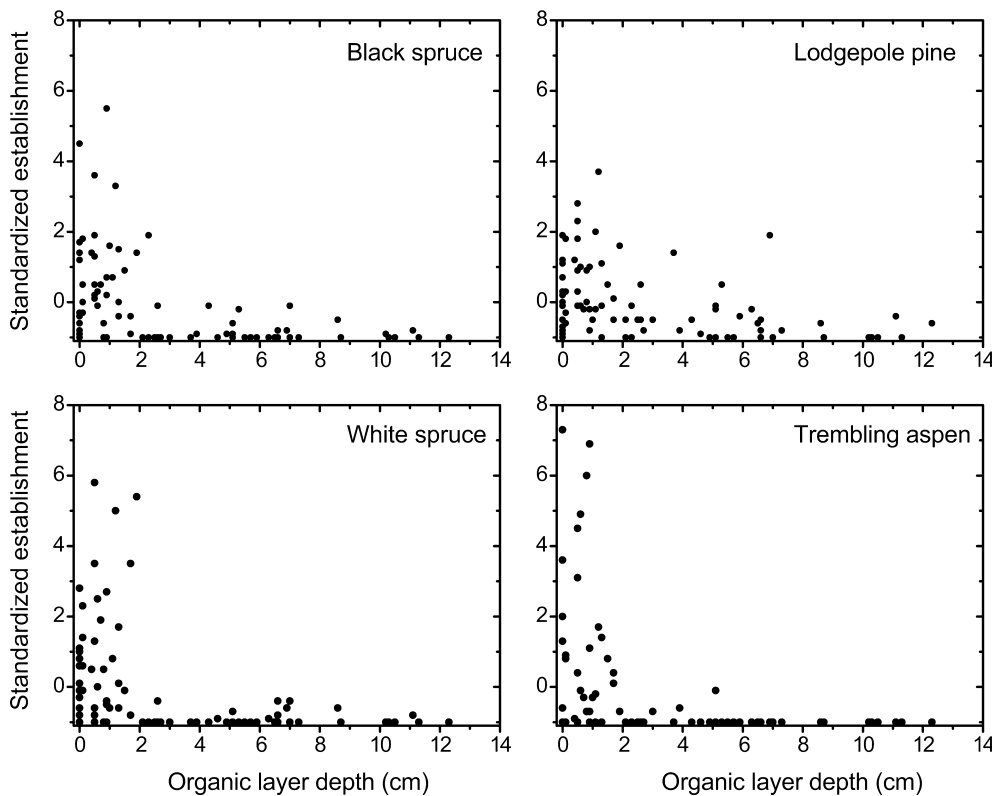 Standardized establishment
8
6
4
2
0
Black spruce
0 2 4 6 8 10 12 14
8
6
4
2
0
Lodgepole pine
0 2 4 6 8 10 12 14
Standardized establishment
8
6
4
2
0
White spruce
0 2 4 6 8 10 12 14
Organic layer depth (cm)
8
6
4
2
0
Trembling aspen
0 2 4 6 8 10 12 14
Organic layer depth (cm)